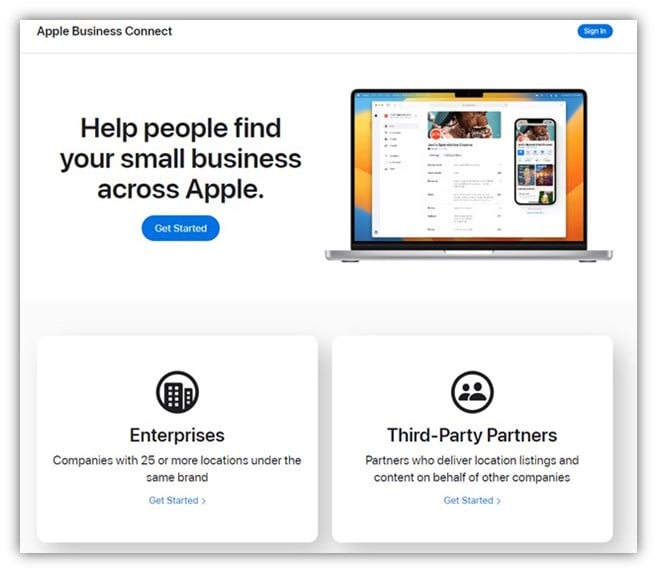 Apple Business Connect
Sign In
Help people find
your small business
across Apple.
Get Started
Enterprises
Companies with 25 or more locations under the
same brand
Get Started >
Third-Party Partners
Partners who deliver location listings and
content on behalf of other companies
Get Started >